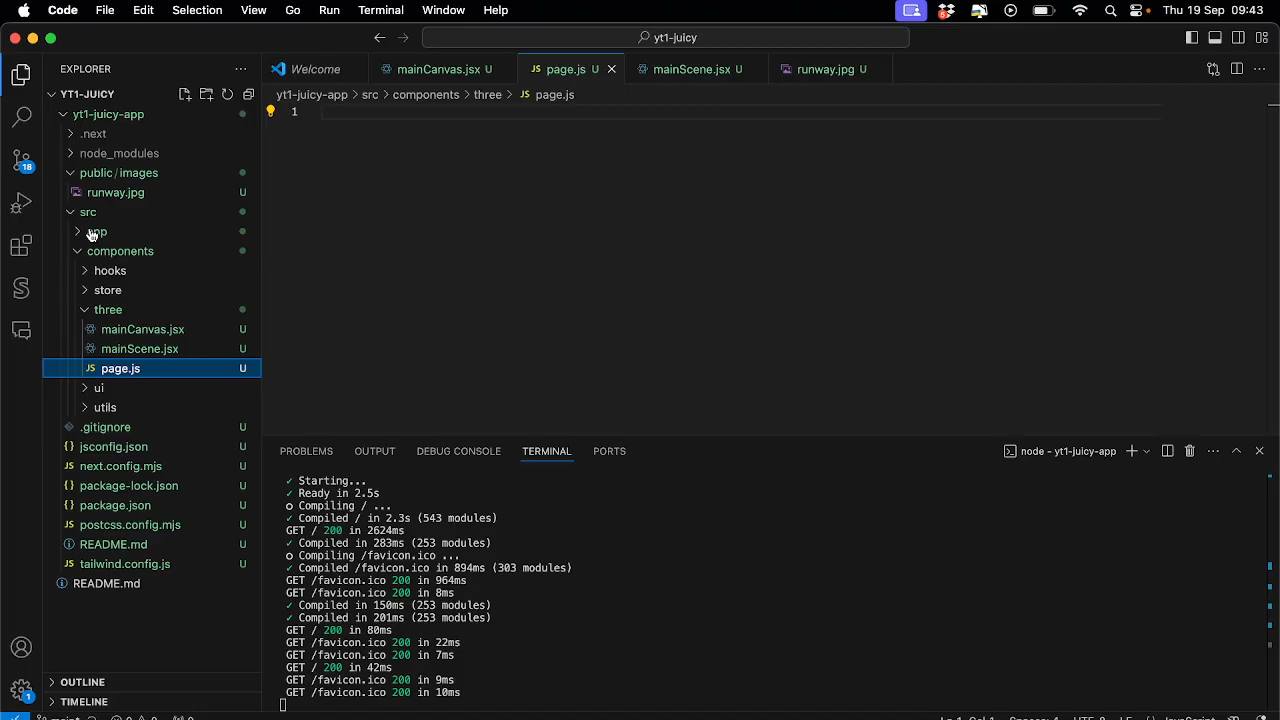 Code File Edit Selection View Go Run Terminal Window Help Thu 19 Sep 09:43
yt1-juicy
EXPLORER
Welcome mainCanvas.jsx U page.js U mainScene.jsx U runway.jpg U
YT1-JUICY
yt1-juicy-app > src > components > three > JS page.js
1
yt1-juicy-app
.next
node_modules
public/images
runway.jpg U
src
components
hooks
store
three
mainCanvas.jsx U
mainScene.jsx U
JS page.js U
ui
utils
.gitignore U
{} jsconfig.json U
JS next.config.mjs U
{} package-lock.json U
{} package.json U
JS postcss.config.mjs U
README.md U
JS tailwind.config.js U
README.md
OUTLINE
TIMELINE
18
1
PROBLEMS OUTPUT DEBUG CONSOLE TERMINAL PORTS node - yt1-juicy-app
✓ Starting...
✓ Ready in 2.5s
○ Compiling / ...
✓ Compiled / in 2.3s (543 modules)
GET / 200 in 2624ms
✓ Compiled in 283ms (253 modules)
○ Compiling /favicon.ico ...
✓ Compiled /favicon.ico in 894ms (303 modules)
GET /favicon.ico 200 in 964ms
GET /favicon.ico 200 in 8ms
✓ Compiled in 150ms (253 modules)
✓ Compiled in 201ms (253 modules)
GET / 200 in 80ms
GET /favicon.ico 200 in 22ms
GET /favicon.ico 200 in 7ms
GET / 200 in 42ms
GET /favicon.ico 200 in 9ms
GET /favicon.ico 200 in 10ms